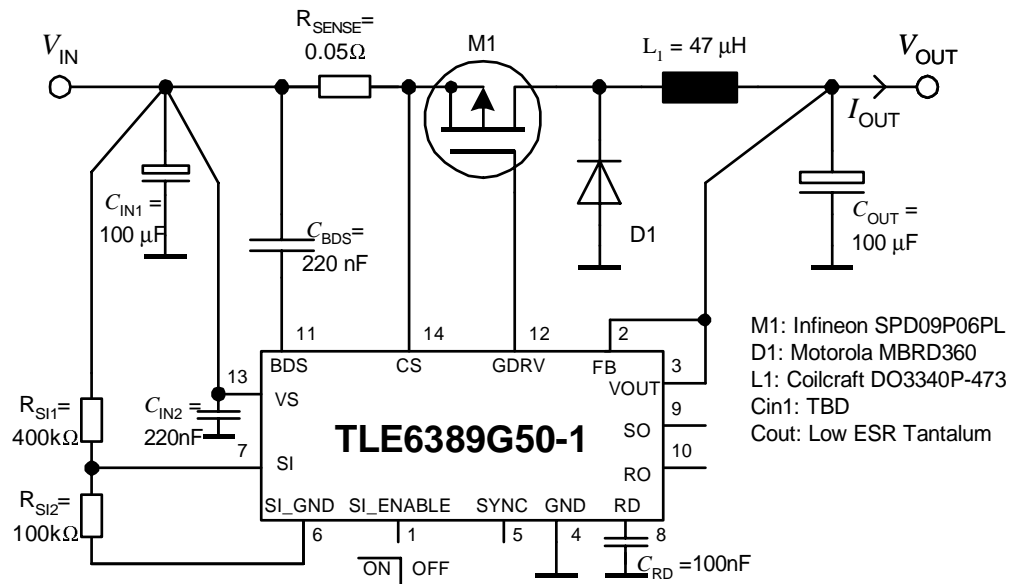 R_SENSE=
0.05Ω
M1
L₁ = 47 µH
V_IN
V_OUT
I_OUT
C_IN1 =
100 µF
C_BDS=
220 nF
D1
C_OUT =
100 µF
11
14
12
2
BDS
CS
GDRV
FB
13
VS
VOUT
3
9
SO
10
RO
R_SI1=
400kΩ
C_IN2 =
220nF
7
SI
TLE6389G50-1
R_SI2=
100kΩ
SI_GND
SI_ENABLE
SYNC
GND
RD
6
1
5
4
8
ON
OFF
C_RD =100nF
M1: Infineon SPD09P06PL
D1: Motorola MBRD360
L1: Coilcraft DO3340P-473
Cin1: TBD
Cout: Low ESR Tantalum